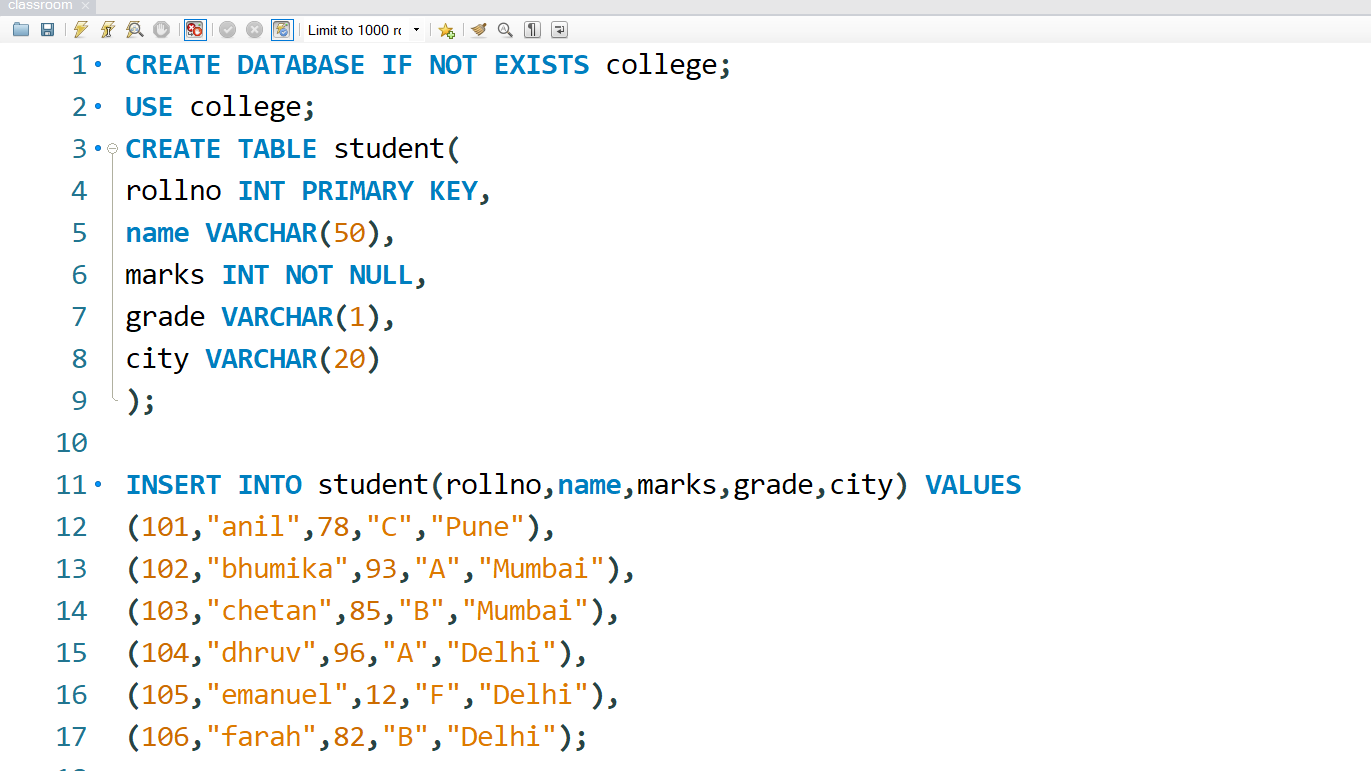 classroom
Limit to 1000 rc
1 CREATE DATABASE IF NOT EXISTS college;
2 USE college;
3 CREATE TABLE student(
4 rollno INT PRIMARY KEY,
5 name VARCHAR(50),
6 marks INT NOT NULL,
7 grade VARCHAR(1),
8 city VARCHAR(20)
9 );
10
11 INSERT INTO student(rollno,name,marks,grade,city) VALUES
12 (101,"anil",78,"C","Pune"),
13 (102,"bhumika",93,"A","Mumbai"),
14 (103,"chetan",85,"B","Mumbai"),
15 (104,"dhruv",96,"A","Delhi"),
16 (105,"emanuel",12,"F","Delhi"),
17 (106,"farah",82,"B","Delhi");